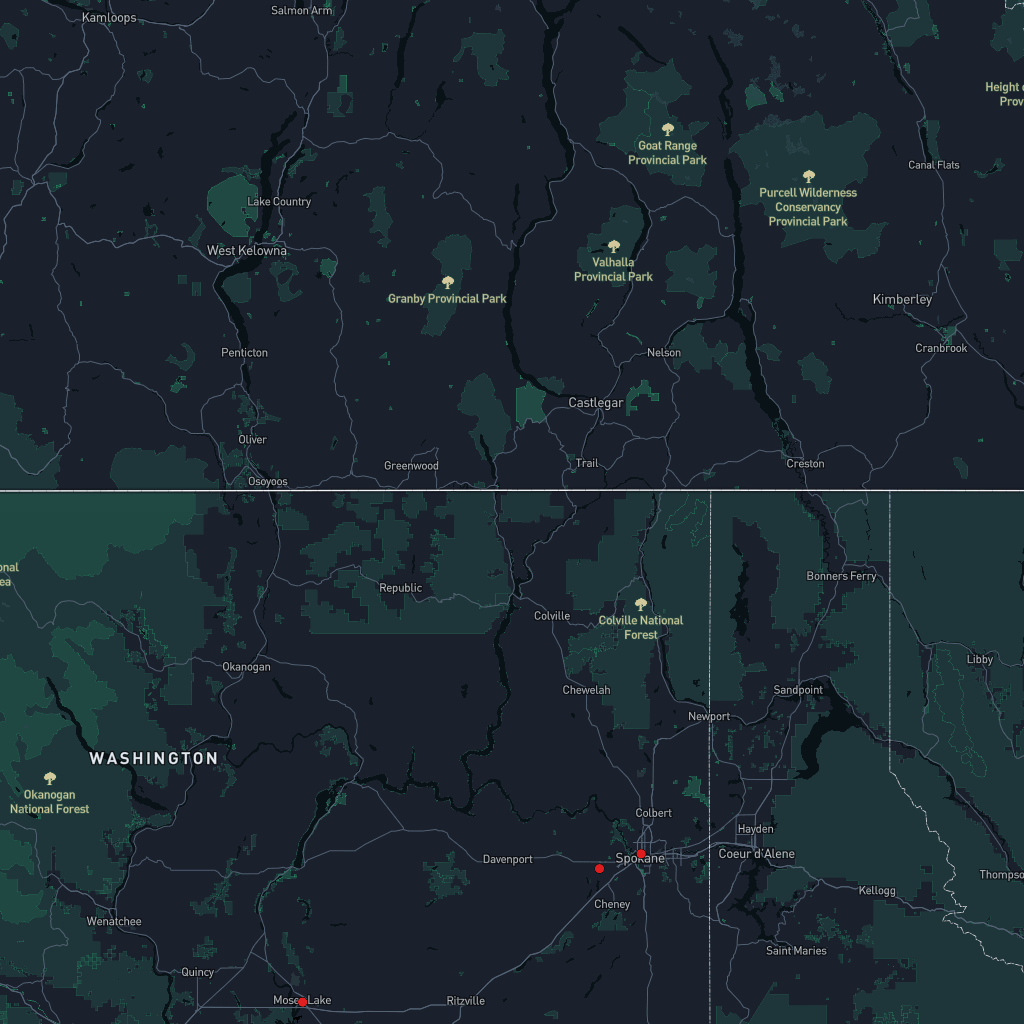 Kamloops
Salmon Arm
Height
Prov
Goat Range
Provincial Park
Canal Flats
Purcell Wilderness
Conservancy
Provincial Park
Lake Country
West Kelowna
Valhalla
Provincial Park
Granby Provincial Park
Kimberley
Penticton
Nelson
Cranbrook
Castlegar
Oliver
Greenwood
Trail
Creston
Osoyoos
onal
ea
Republic
Bonners Ferry
Colville
Colville National
Forest
Okanogan
Libby
Chewelah
Sandpoint
Newport
WASHINGTON
Okanogan
National Forest
Colbert
Hayden
Davenport
Spokane
Coeur d'Alene
Thompso
Cheney
Kellogg
Wenatchee
Saint Maries
Quincy
Moses Lake
Ritzville